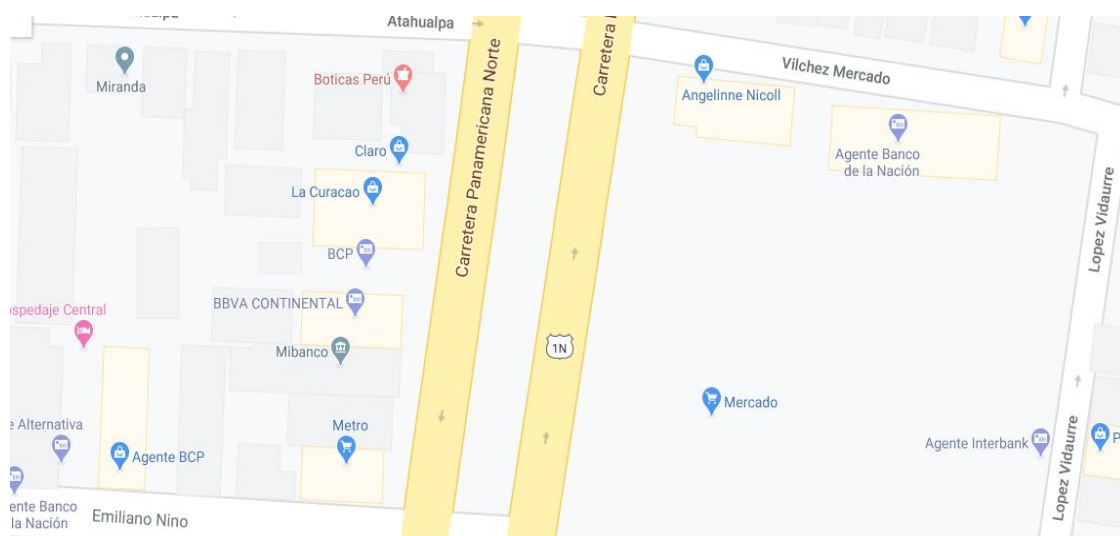 Atahualpa
Carretera Panamericana Norte
Carretera
Vilchez Mercado
Miranda
Boticas Perú
Angelinne Nicoll
Claro
Agente Banco
de la Nación
La Curacao
Lopez Vidaurre
BCP
BBVA CONTINENTAL
ospedaje Central
1N
Mibanco
Mercado
Metro
e Alternativa
Agente Interbank
Agente BCP
P
Lopez Vidaurre
ente Banco
la Nación
Emiliano Nino